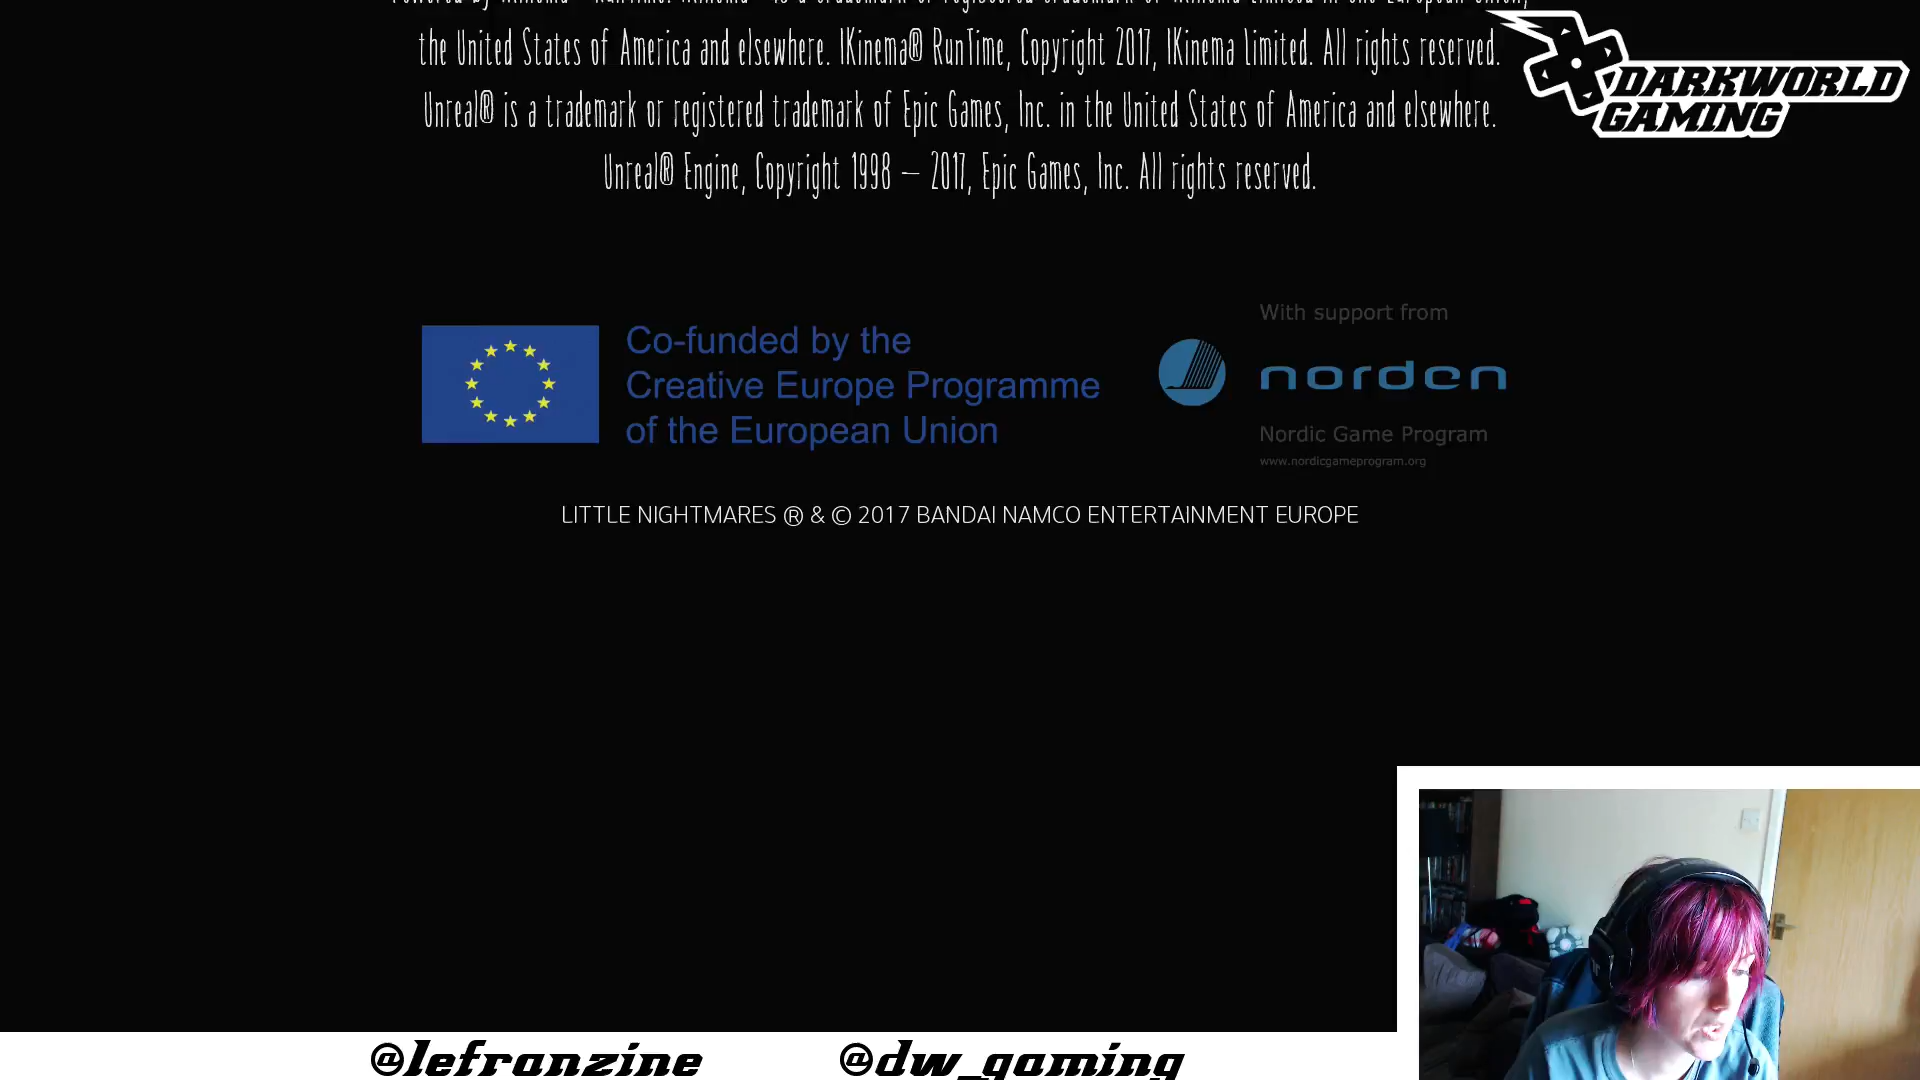 the United States of America and elsewhere. IKinema® RunTime, Copyright 2017, IKinema Limited. All rights reserved.
Unreal® is a trademark or registered trademark of Epic Games, Inc. in the United States of America and elsewhere.
Unreal® Engine, Copyright 1998 – 2017, Epic Games, Inc. All rights reserved.
DARKWORLD
GAMING
Co-funded by the
Creative Europe Programme
of the European Union
With support from
norden
Nordic Game Program
www.nordicgameprogram.org
LITTLE NIGHTMARES ® & © 2017 BANDAI NAMCO ENTERTAINMENT EUROPE
@lefranzine @dw_gaming